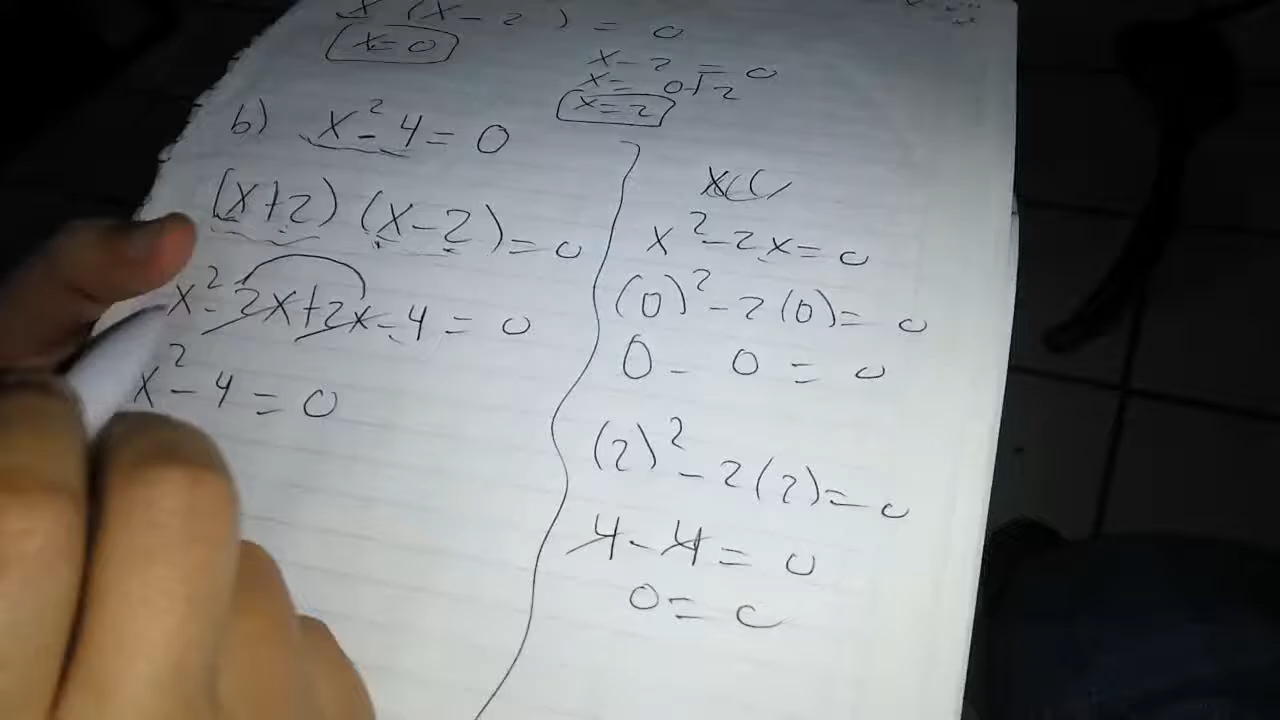 x (x - 2) = 0
x = 0
x - 2 = 0
x = 0 + 2
x = 2
b) x² - 4 = 0
(x + 2) (x - 2) = 0
x² - 2x + 2x - 4 = 0
x² - 4 = 0
x² - 2x = 0
(0)² - 2(0) = 0
0 - 0 = 0
(2)² - 2(2) = 0
4 - 4 = 0
0 = 0